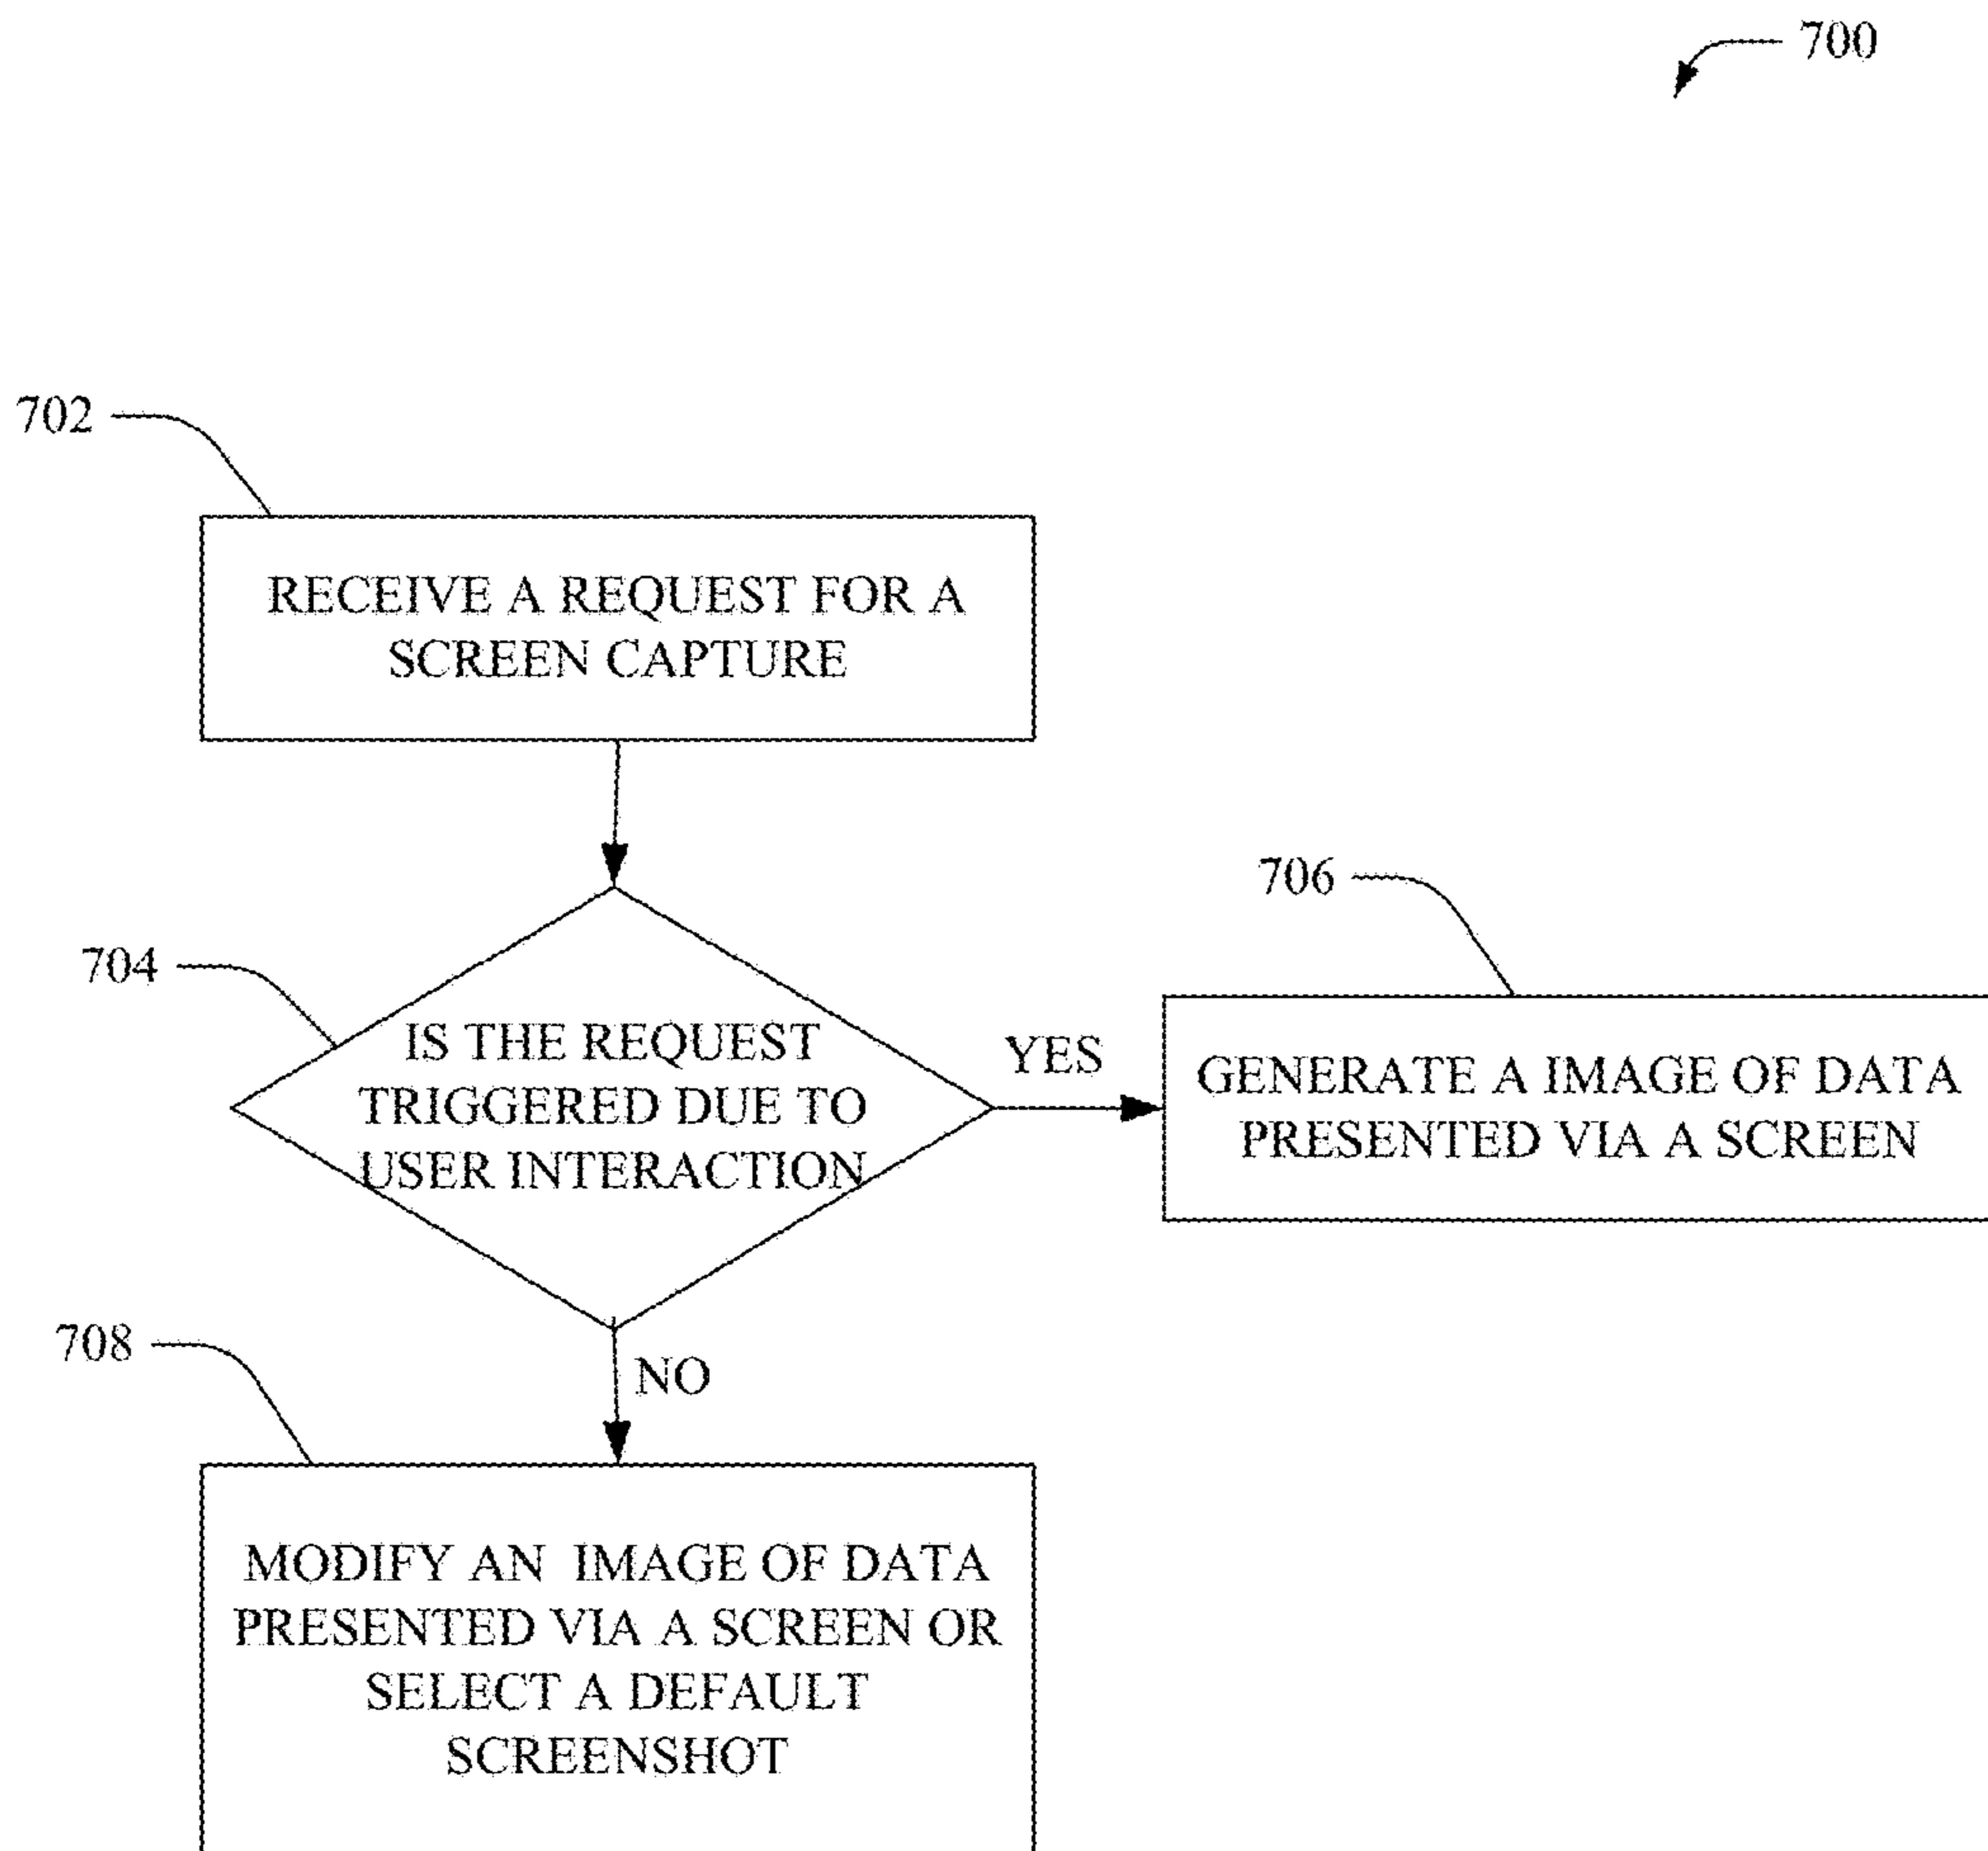 700
702
RECEIVE A REQUEST FOR A
SCREEN CAPTURE
704
IS THE REQUEST
TRIGGERED DUE TO
USER INTERACTION
YES
706
GENERATE A IMAGE OF DATA
PRESENTED VIA A SCREEN
NO
708
MODIFY AN IMAGE OF DATA
PRESENTED VIA A SCREEN OR
SELECT A DEFAULT
SCREENSHOT